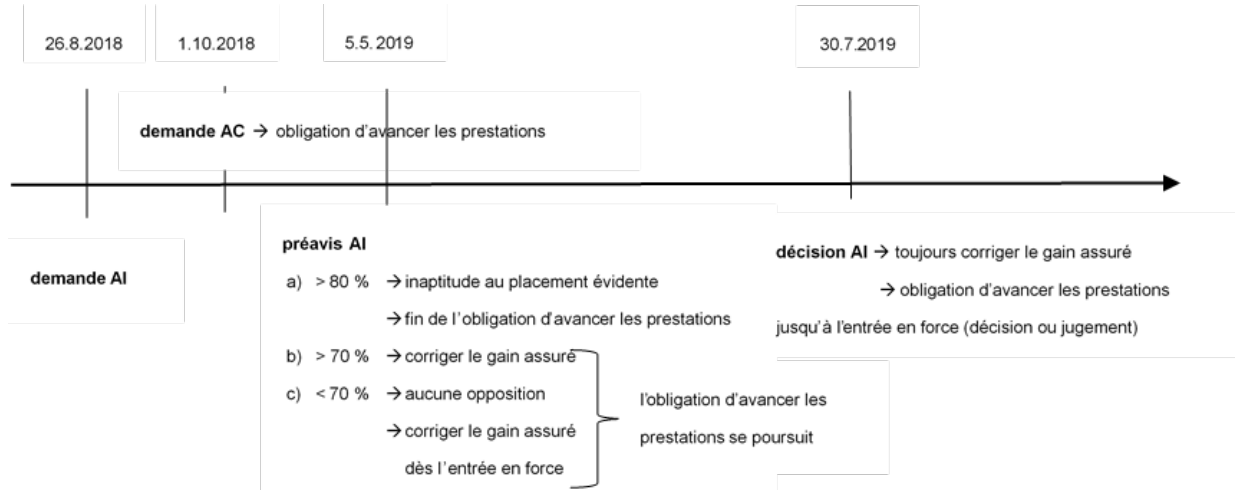 26.8.2018
1.10.2018
5.5.2019
30.7.2019
demande AC → obligation d'avancer les prestations
demande AI
préavis AI
a) > 80 % → inaptitude au placement évidente
→ fin de l'obligation d'avancer les prestations
b) > 70 % → corriger le gain assuré
c) < 70 % → aucune opposition
→ corriger le gain assuré
dès l'entrée en force
l'obligation d'avancer les
prestations se poursuit
décision AI → toujours corriger le gain assuré
→ obligation d'avancer les prestations
jusqu'à l'entrée en force (décision ou jugement)